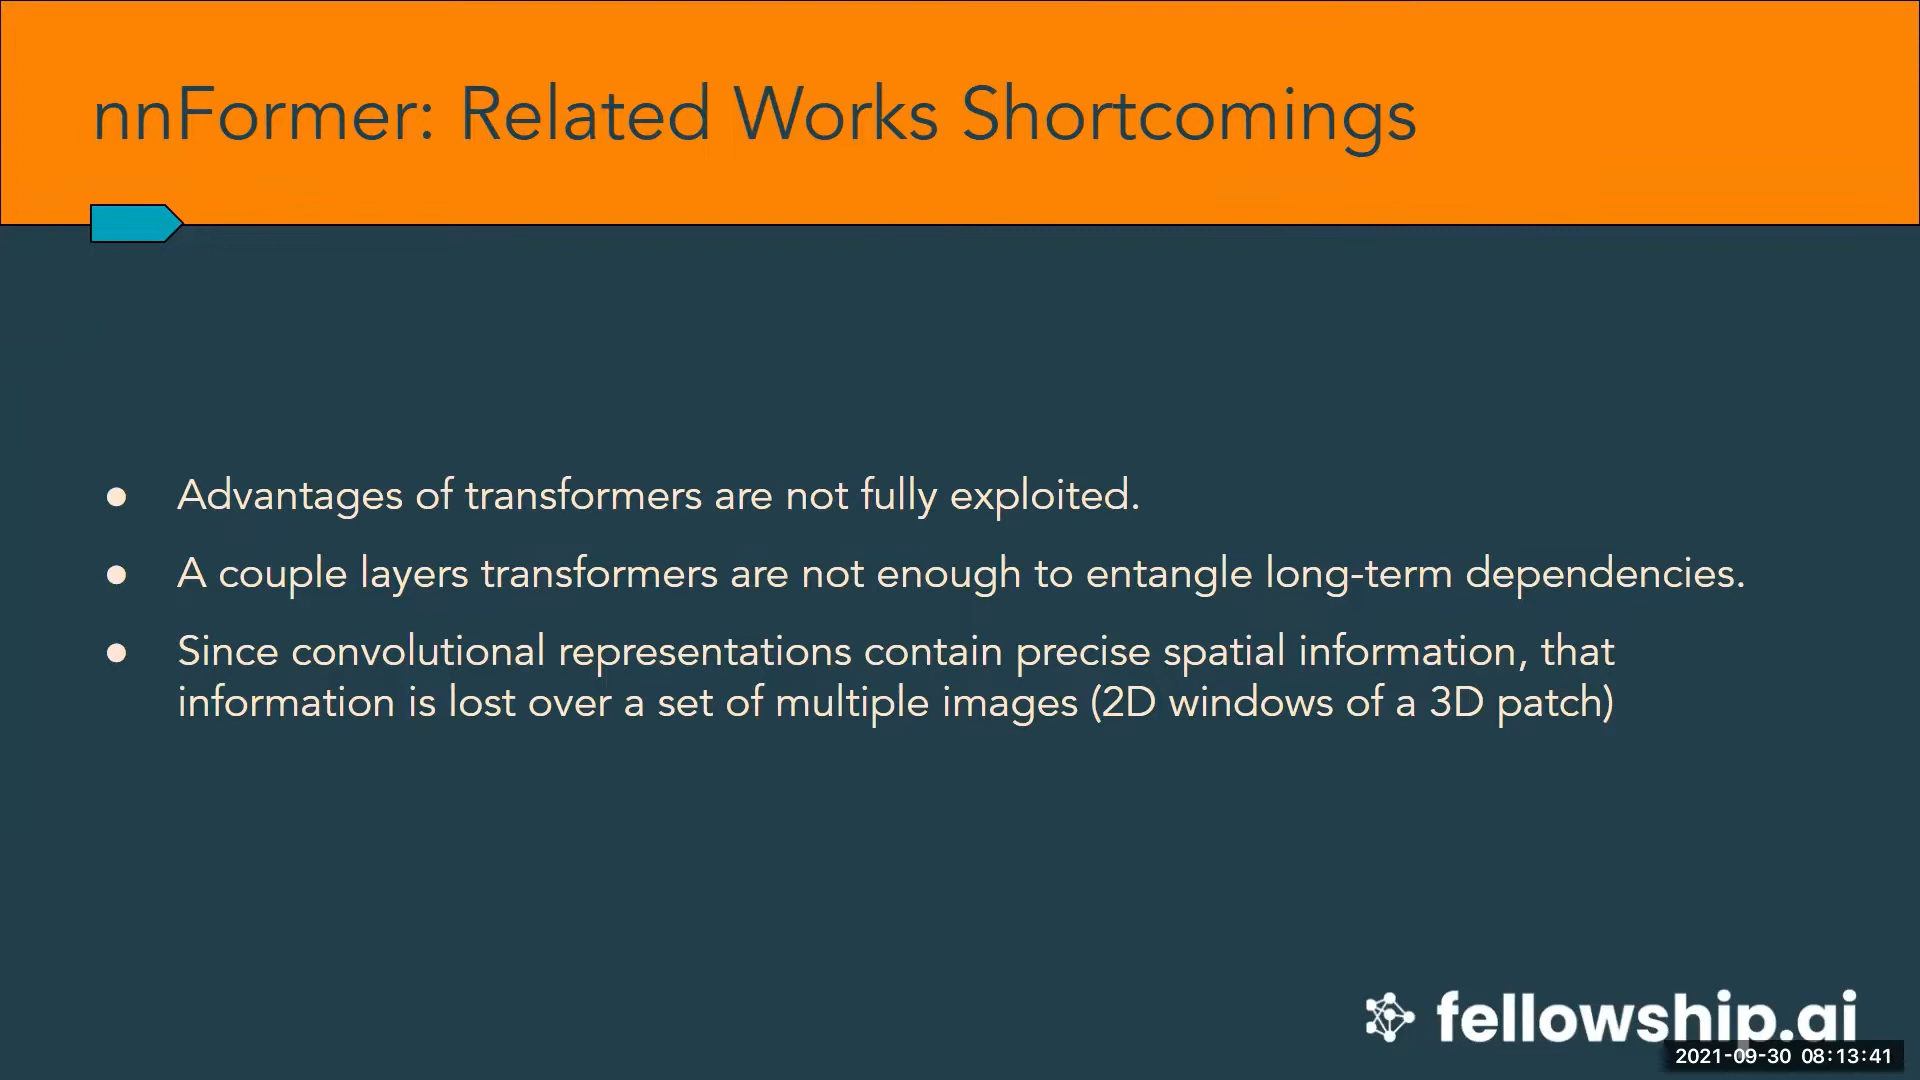 nnFormer: Related Works Shortcomings
● Advantages of transformers are not fully exploited.
● A couple layers transformers are not enough to entangle long-term dependencies.
● Since convolutional representations contain precise spatial information, that
information is lost over a set of multiple images (2D windows of a 3D patch)
fellowship.ai
2021-09-30 08:13:41